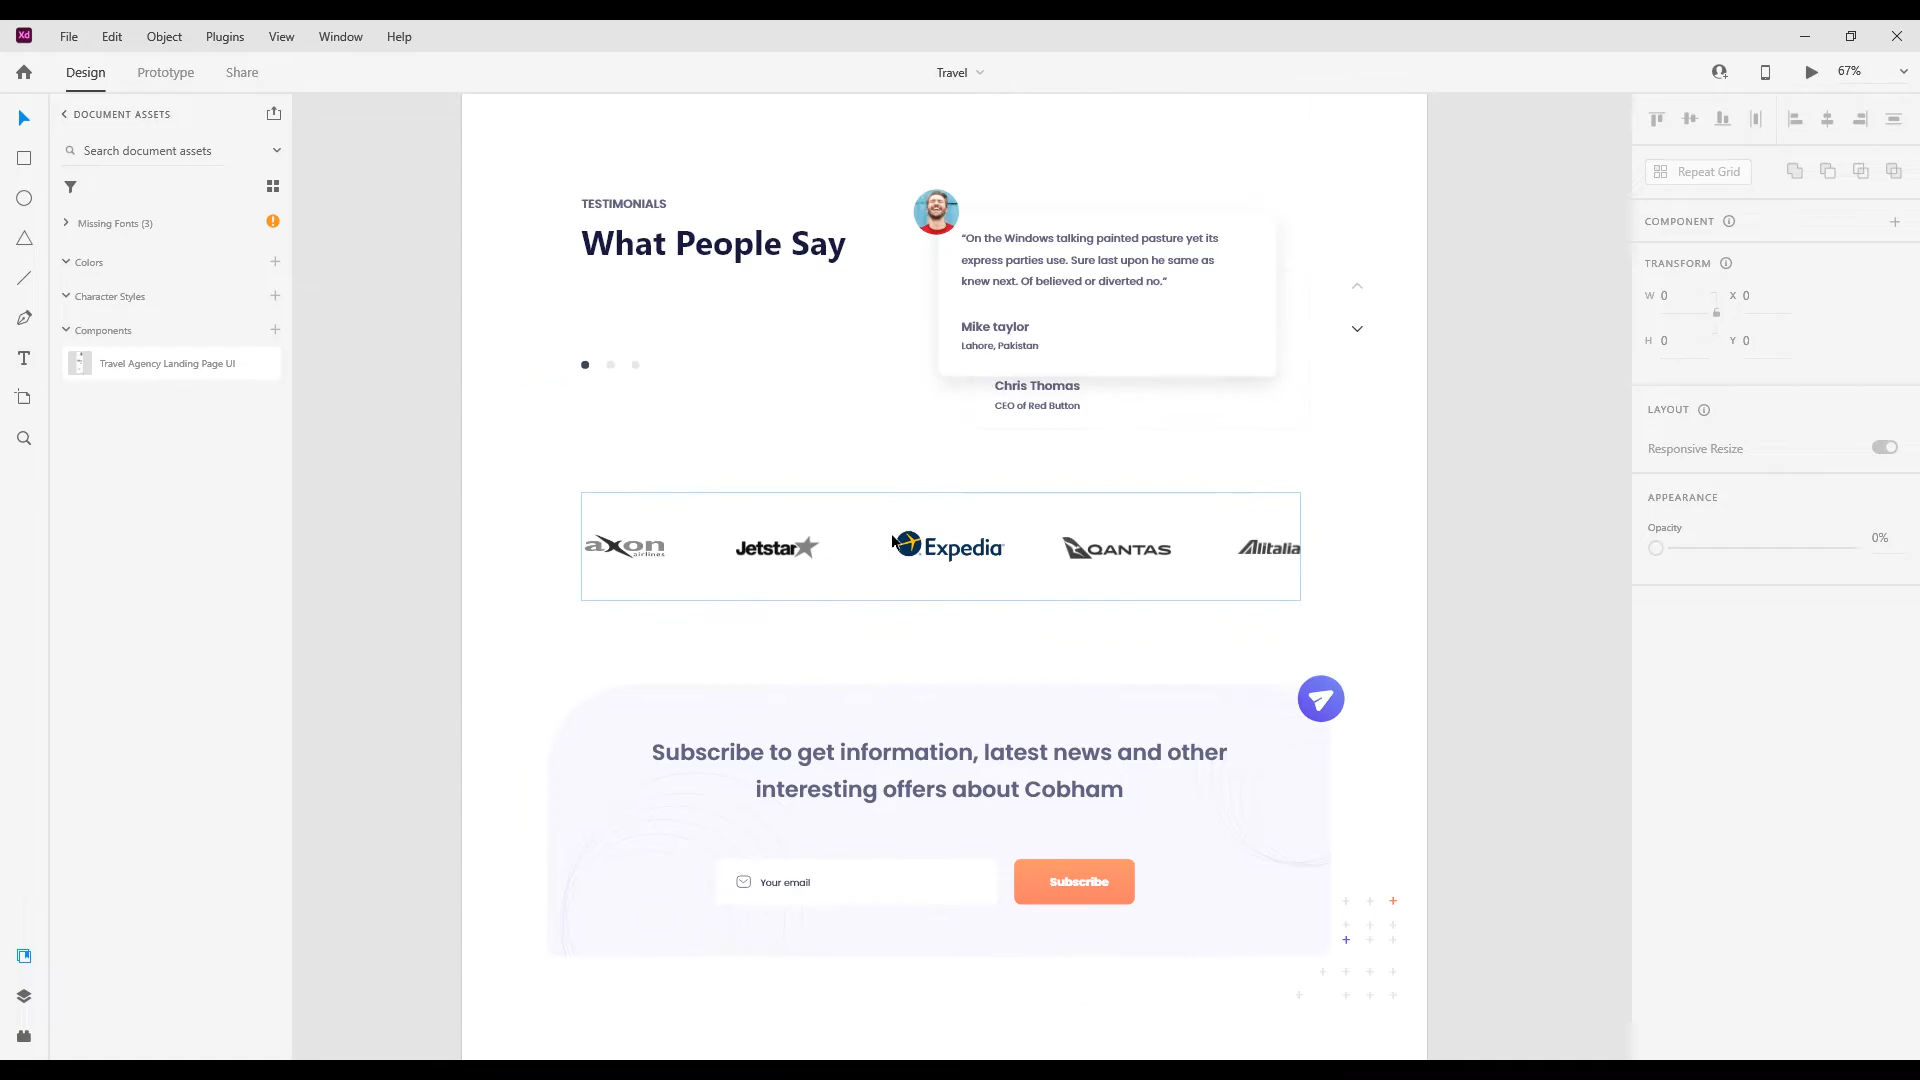 Xd
File Edit Object Plugins View Window Help
Design Prototype Share
Travel
67%
DOCUMENT ASSETS
Search document assets
Missing Fonts (3)
Colors
Character Styles
Components
Travel Agency Landing Page UI
TESTIMONIALS
What People Say
“On the Windows talking painted pasture yet its
express parties use. Sure last upon he same as
knew next. Of believed or diverted no.”
Mike taylor
Lahore, Pakistan
Chris Thomas
CEO of Red Button
axon
airlines
Jetstar
Expedia
QANTAS
Alitalia
Subscribe to get information, latest news and other
interesting offers about Cobham
Your email
Subscribe
Repeat Grid
COMPONENT
TRANSFORM
W 0 X 0
H 0 Y 0
LAYOUT
Responsive Resize
APPEARANCE
Opacity
0%